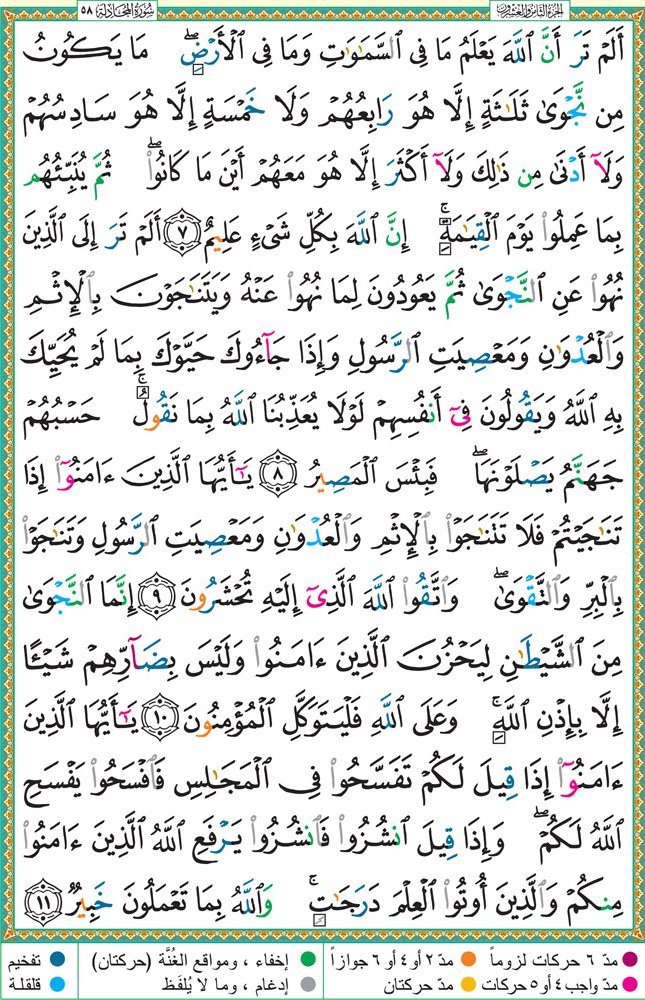 الجزء الثامن والعشرون سورة المجادلة ٥٨
أَلَمْ تَرَ أَنَّ ٱللَّهَ يَعْلَمُ مَا فِى ٱلسَّمَٰوَٰتِ وَمَا فِى ٱلْأَرْضِ ۖ مَا يَكُونُ
مِن نَّجْوَىٰ ثَلَٰثَةٍ إِلَّا هُوَ رَابِعُهُمْ وَلَا خَمْسَةٍ إِلَّا هُوَ سَادِسُهُمْ
وَلَآ أَدْنَىٰ مِن ذَٰلِكَ وَلَآ أَكْثَرَ إِلَّا هُوَ مَعَهُمْ أَيْنَ مَا كَانُوا۟ ۖ ثُمَّ يُنَبِّئُهُم
بِمَا عَمِلُوا۟ يَوْمَ ٱلْقِيَٰمَةِ ۚ إِنَّ ٱللَّهَ بِكُلِّ شَىْءٍ عَلِيمٌ ٧ أَلَمْ تَرَ إِلَى ٱلَّذِينَ
نُهُوا۟ عَنِ ٱلنَّجْوَىٰ ثُمَّ يَعُودُونَ لِمَا نُهُوا۟ عَنْهُ وَيَتَنَٰجَوْنَ بِٱلْإِثْمِ
وَٱلْعُدْوَٰنِ وَمَعْصِيَتِ ٱلرَّسُولِ وَإِذَا جَآءُوكَ حَيَّوْكَ بِمَا لَمْ يُحَيِّكَ
بِهِ ٱللَّهُ وَيَقُولُونَ فِىٓ أَنفُسِهِمْ لَوْلَا يُعَذِّبُنَا ٱللَّهُ بِمَا نَقُولُ ۚ حَسْبُهُمْ
جَهَنَّمُ يَصْلَوْنَهَا ۖ فَبِئْسَ ٱلْمَصِيرُ ٨ يَٰٓأَيُّهَا ٱلَّذِينَ ءَامَنُوٓا۟ إِذَا
تَنَٰجَيْتُمْ فَلَا تَتَنَٰجَوْا۟ بِٱلْإِثْمِ وَٱلْعُدْوَٰنِ وَمَعْصِيَتِ ٱلرَّسُولِ وَتَنَٰجَوْا۟
بِٱلْبِرِّ وَٱلتَّقْوَىٰ ۖ وَٱتَّقُوا۟ ٱللَّهَ ٱلَّذِىٓ إِلَيْهِ تُحْشَرُونَ ٩ إِنَّمَا ٱلنَّجْوَىٰ
مِنَ ٱلشَّيْطَٰنِ لِيَحْزُنَ ٱلَّذِينَ ءَامَنُوا۟ وَلَيْسَ بِضَآرِّهِمْ شَيْـًٔا
إِلَّا بِإِذْنِ ٱللَّهِ ۚ وَعَلَى ٱللَّهِ فَلْيَتَوَكَّلِ ٱلْمُؤْمِنُونَ ١٠ يَٰٓأَيُّهَا ٱلَّذِينَ
ءَامَنُوٓا۟ إِذَا قِيلَ لَكُمْ تَفَسَّحُوا۟ فِى ٱلْمَجَٰلِسِ فَٱفْسَحُوا۟ يَفْسَحِ
ٱللَّهُ لَكُمْ ۖ وَإِذَا قِيلَ ٱنشُزُوا۟ فَٱنشُزُوا۟ يَرْفَعِ ٱللَّهُ ٱلَّذِينَ ءَامَنُوا۟
مِنكُمْ وَٱلَّذِينَ أُوتُوا۟ ٱلْعِلْمَ دَرَجَٰتٍ ۚ وَٱللَّهُ بِمَا تَعْمَلُونَ خَبِيرٌ ١١
مدّ ٦ حركات لزوماً مدّ ٢ أو ٤ أو ٦ جوازاً إخفاء ، ومواقع الغُنَّة (حركتان) تفخيم
مدّ واجب ٤ أو ٥ حركات مدّ حركتان إدغام ، وما لا يُلفَظ قلقلة